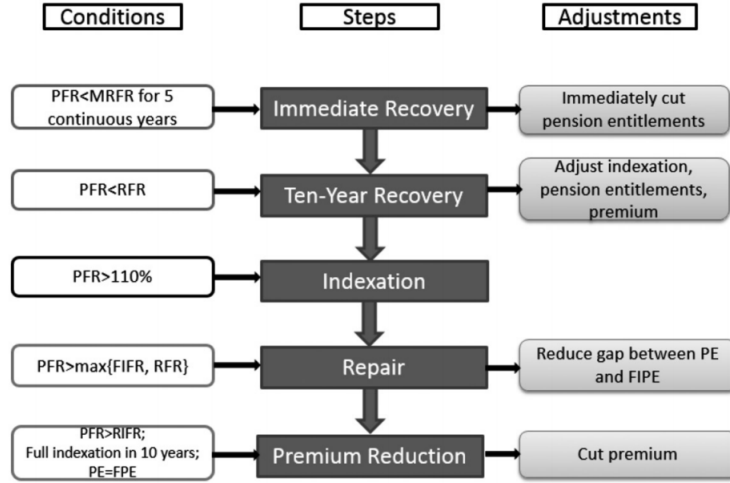 Conditions
Steps
Adjustments
PFR<MRFR for 5
continuous years
Immediate Recovery
Immediately cut
pension entitlements
PFR<RFR
Ten-Year Recovery
Adjust indexation,
pension entitlements,
premium
PFR>110%
Indexation
PFR>max{FIFR, RFR}
Repair
Reduce gap between PE
and FIPE
PFR>RIFR;
Full indexation in 10 years;
PE=FPE
Premium Reduction
Cut premium